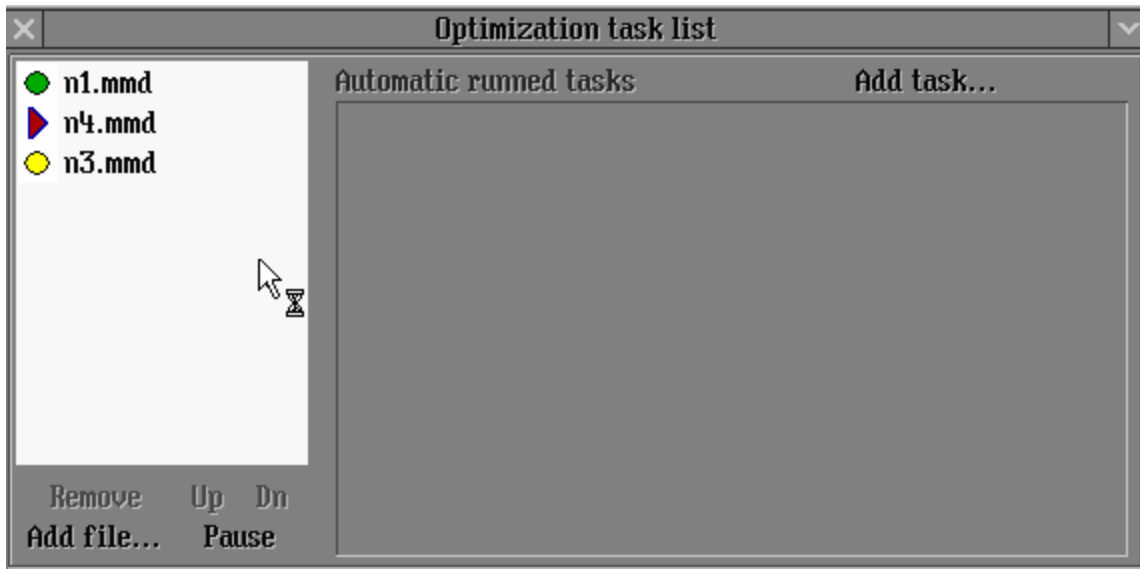 Optimization task list
n1.mmd
n4.mmd
n3.mmd
Remove Up Dn
Add file... Pause
Automatic runned tasks Add task...